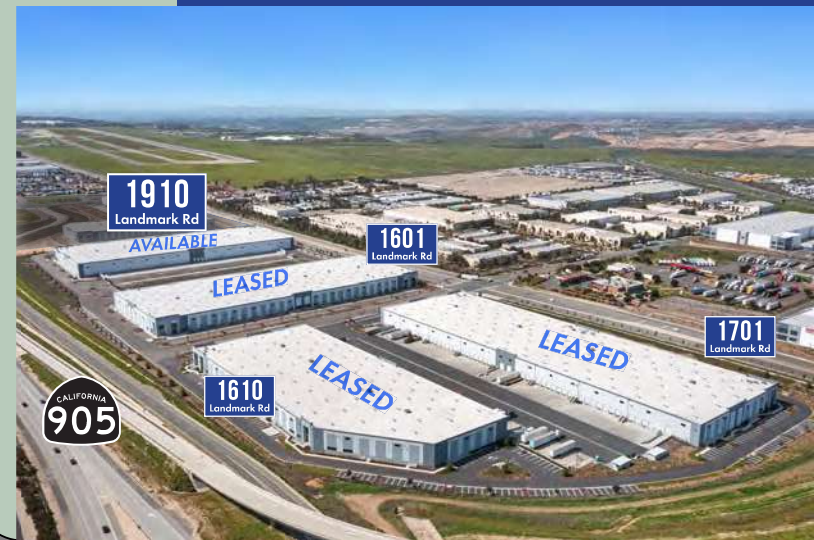 1910
Landmark Rd
AVAILABLE
1601
Landmark Rd
LEASED
1701
Landmark Rd
LEASED
1610
Landmark Rd
LEASED
CALIFORNIA
905